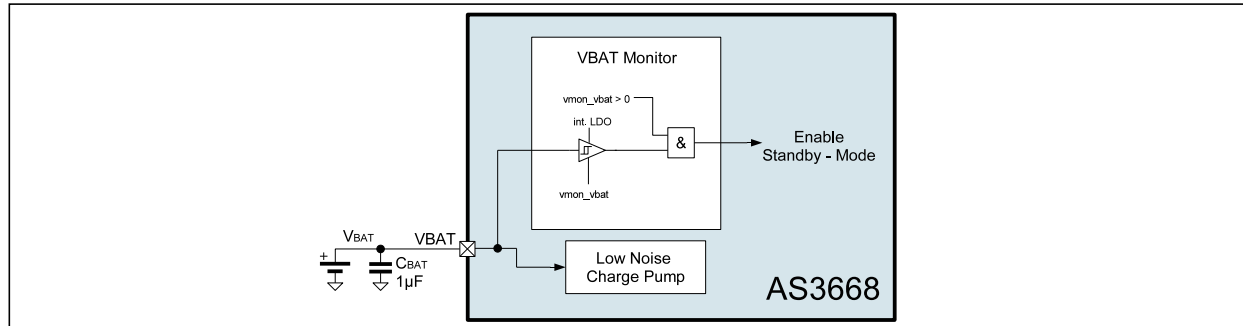 VBAT Monitor
vmon_vbat > 0
int. LDO
&
Enable
Standby - Mode
vmon_vbat
VBAT
VBAT
+
CBAT
1µF
Low Noise
Charge Pump
AS3668